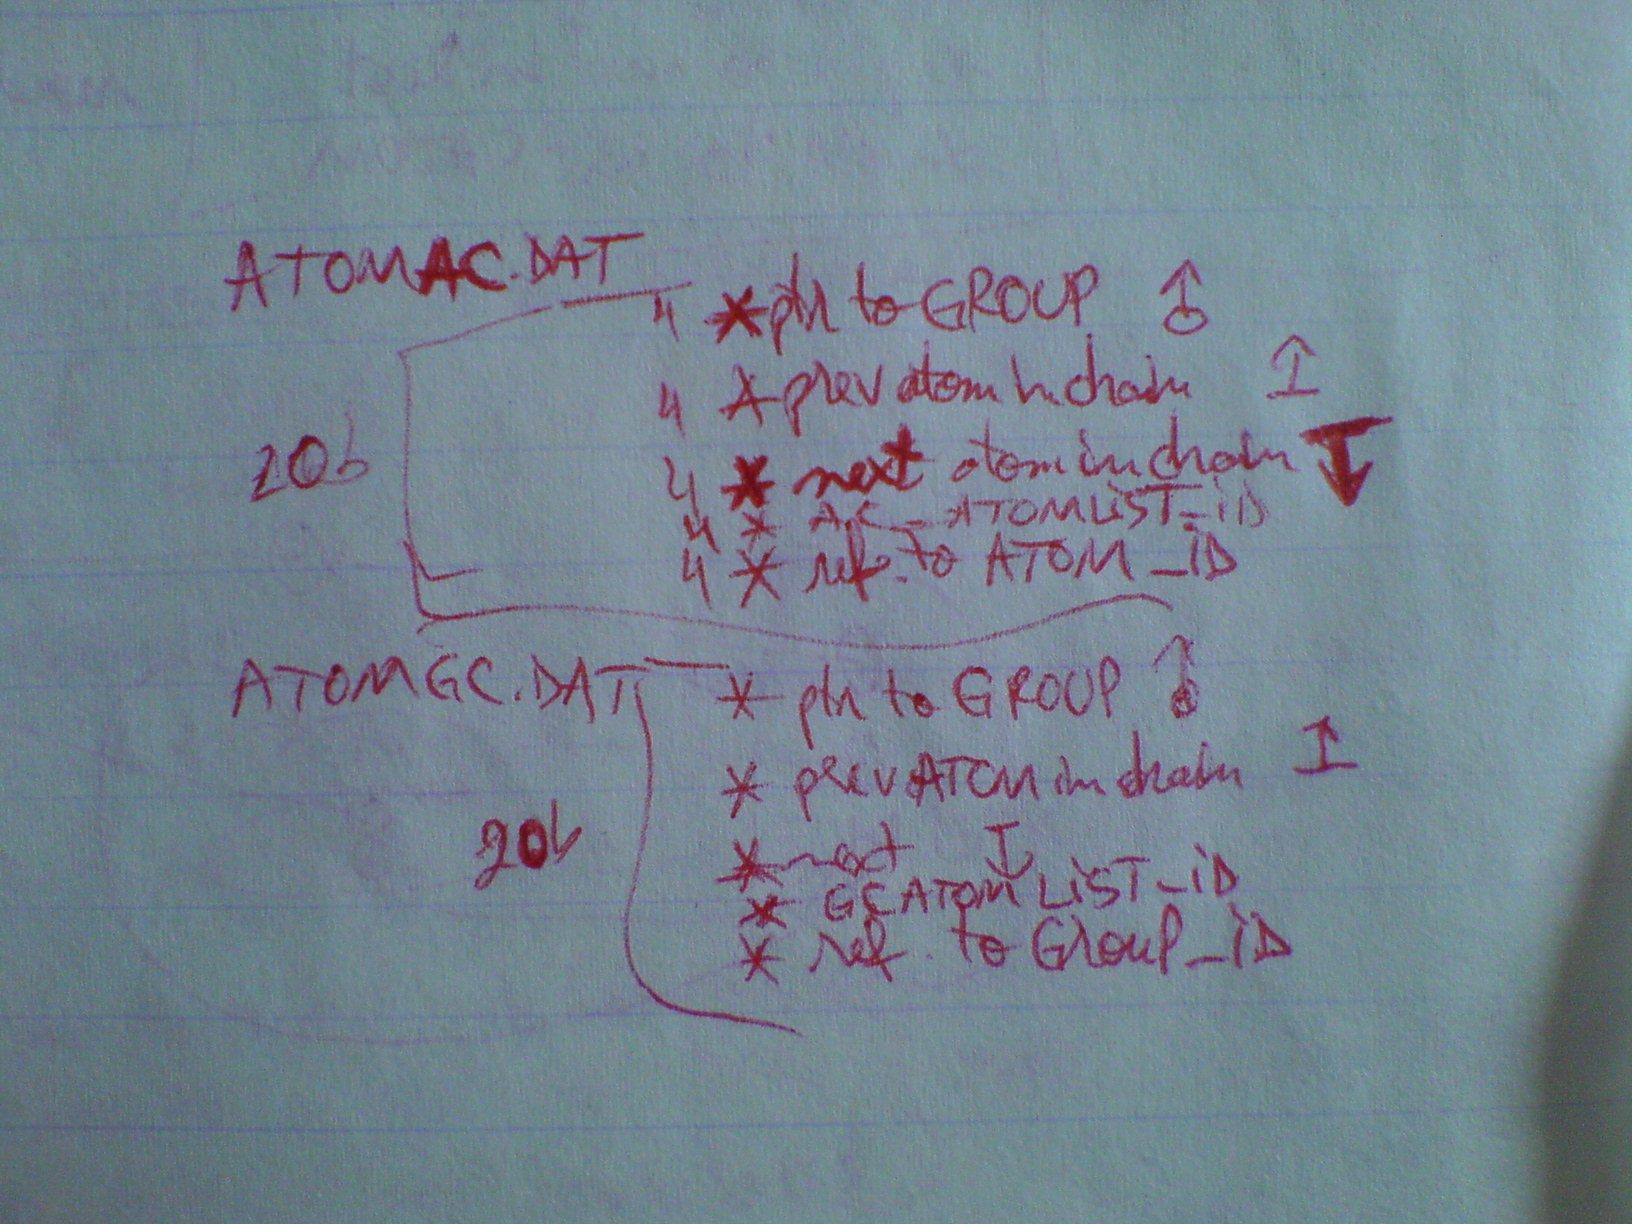 ATOMAC.DAT
4 * ptr to GROUP ↑
4 * prev atom in chain ↑
20b
4 * next atom in chain ↓
4 * AC_ATOMLIST_iD
4 * ref. to ATOM_iD
ATOMGC.DAT
* ptr to GROUP ↑
* prev ATOM in chain ↑
20b
* next ↓
* GCATOMLiST_iD
* ref. to GROUP_iD